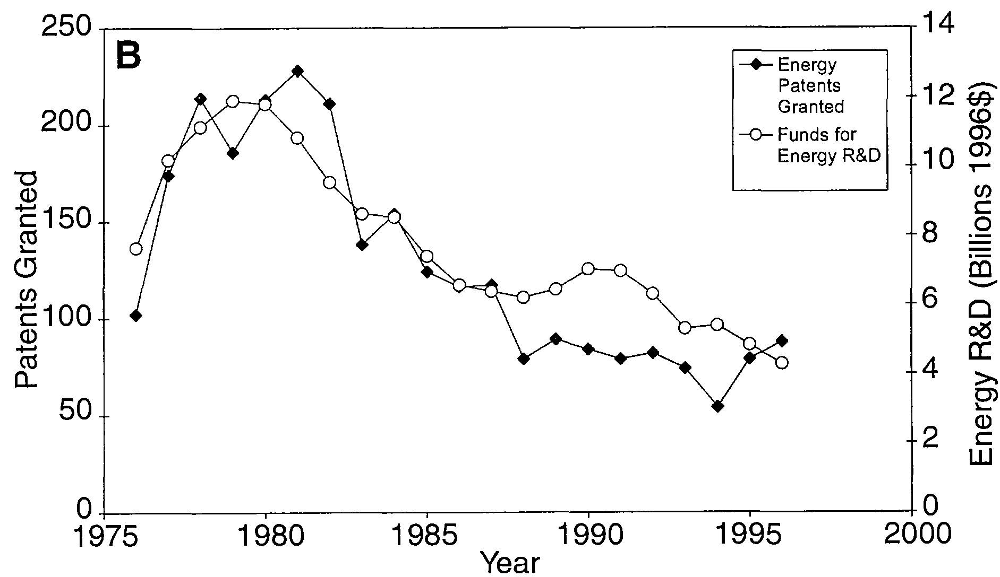 B
250
200
150
100
50
0
Patents Granted
14
12
10
8
6
4
2
0
Energy R&D (Billions 1996$)
Energy
Patents
Granted
Funds for
Energy R&D
1975 1980 1985 1990 1995 2000
Year